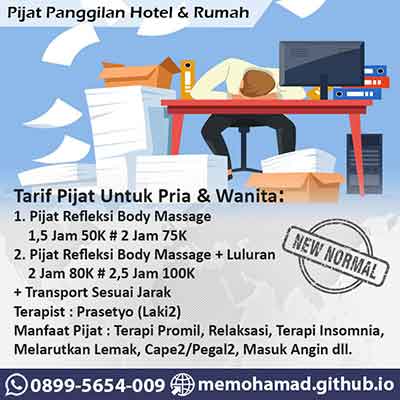 Pijat Panggilan Hotel & Rumah
Tarif Pijat Untuk Pria & Wanita:
1. Pijat Refleksi Body Massage
1,5 Jam 50K # 2 Jam 75K
2. Pijat Refleksi Body Massage + Luluran
2 Jam 80K # 2,5 Jam 100K
+ Transport Sesuai Jarak
Terapist : Prasetyo (Laki2)
Manfaat Pijat : Terapi Promil, Relaksasi, Terapi Insomnia,
Melarutkan Lemak, Cape2/Pegal2, Masuk Angin dll.
NEW NORMAL
0899-5654-009 memohamad.github.io